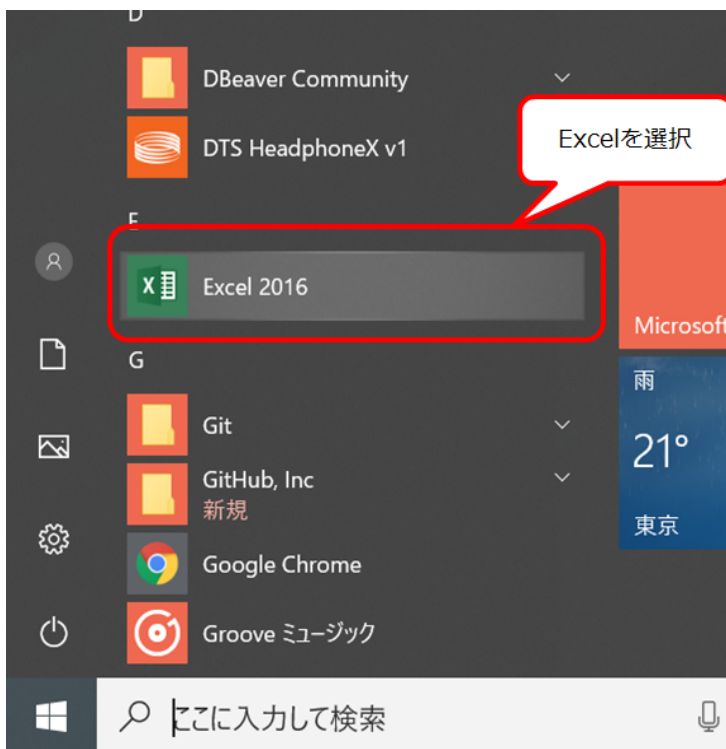 D
DBeaver Community
DTS HeadphoneX v1
Excelを選択
E
Excel 2016
Microsoft
G
雨
Git
21°
GitHub, Inc
新規
東京
Google Chrome
Groove ミュージック
ここに入力して検索